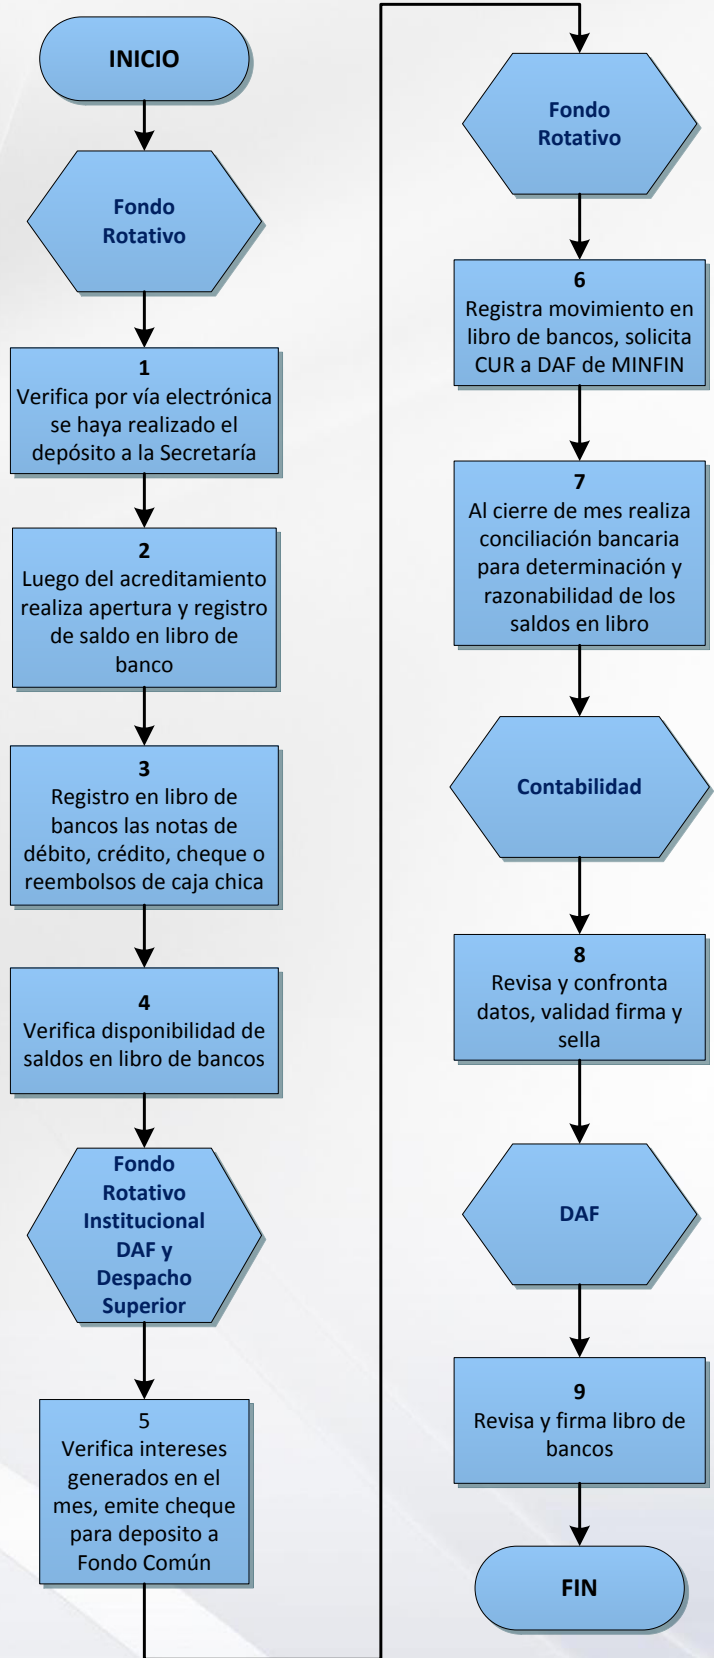 INICIO
Fondo
Rotativo
1
Verifica por vía electrónica
se haya realizado el
depósito a la Secretaría
2
Luego del acreditamiento
realiza apertura y registro
de saldo en libro de
banco
3
Registro en libro de
bancos las notas de
débito, crédito, cheque o
reembolsos de caja chica
4
Verifica disponibilidad de
saldos en libro de bancos
Fondo
Rotativo
Institucional
DAF y
Despacho
Superior
5
Verifica intereses
generados en el
mes, emite cheque
para deposito a
Fondo Común
Fondo
Rotativo
6
Registra movimiento en
libro de bancos, solicita
CUR a DAF de MINFIN
7
Al cierre de mes realiza
conciliación bancaria
para determinación y
razonabilidad de los
saldos en libro
Contabilidad
8
Revisa y confronta
datos, validad firma y
sella
DAF
9
Revisa y firma libro de
bancos
FIN